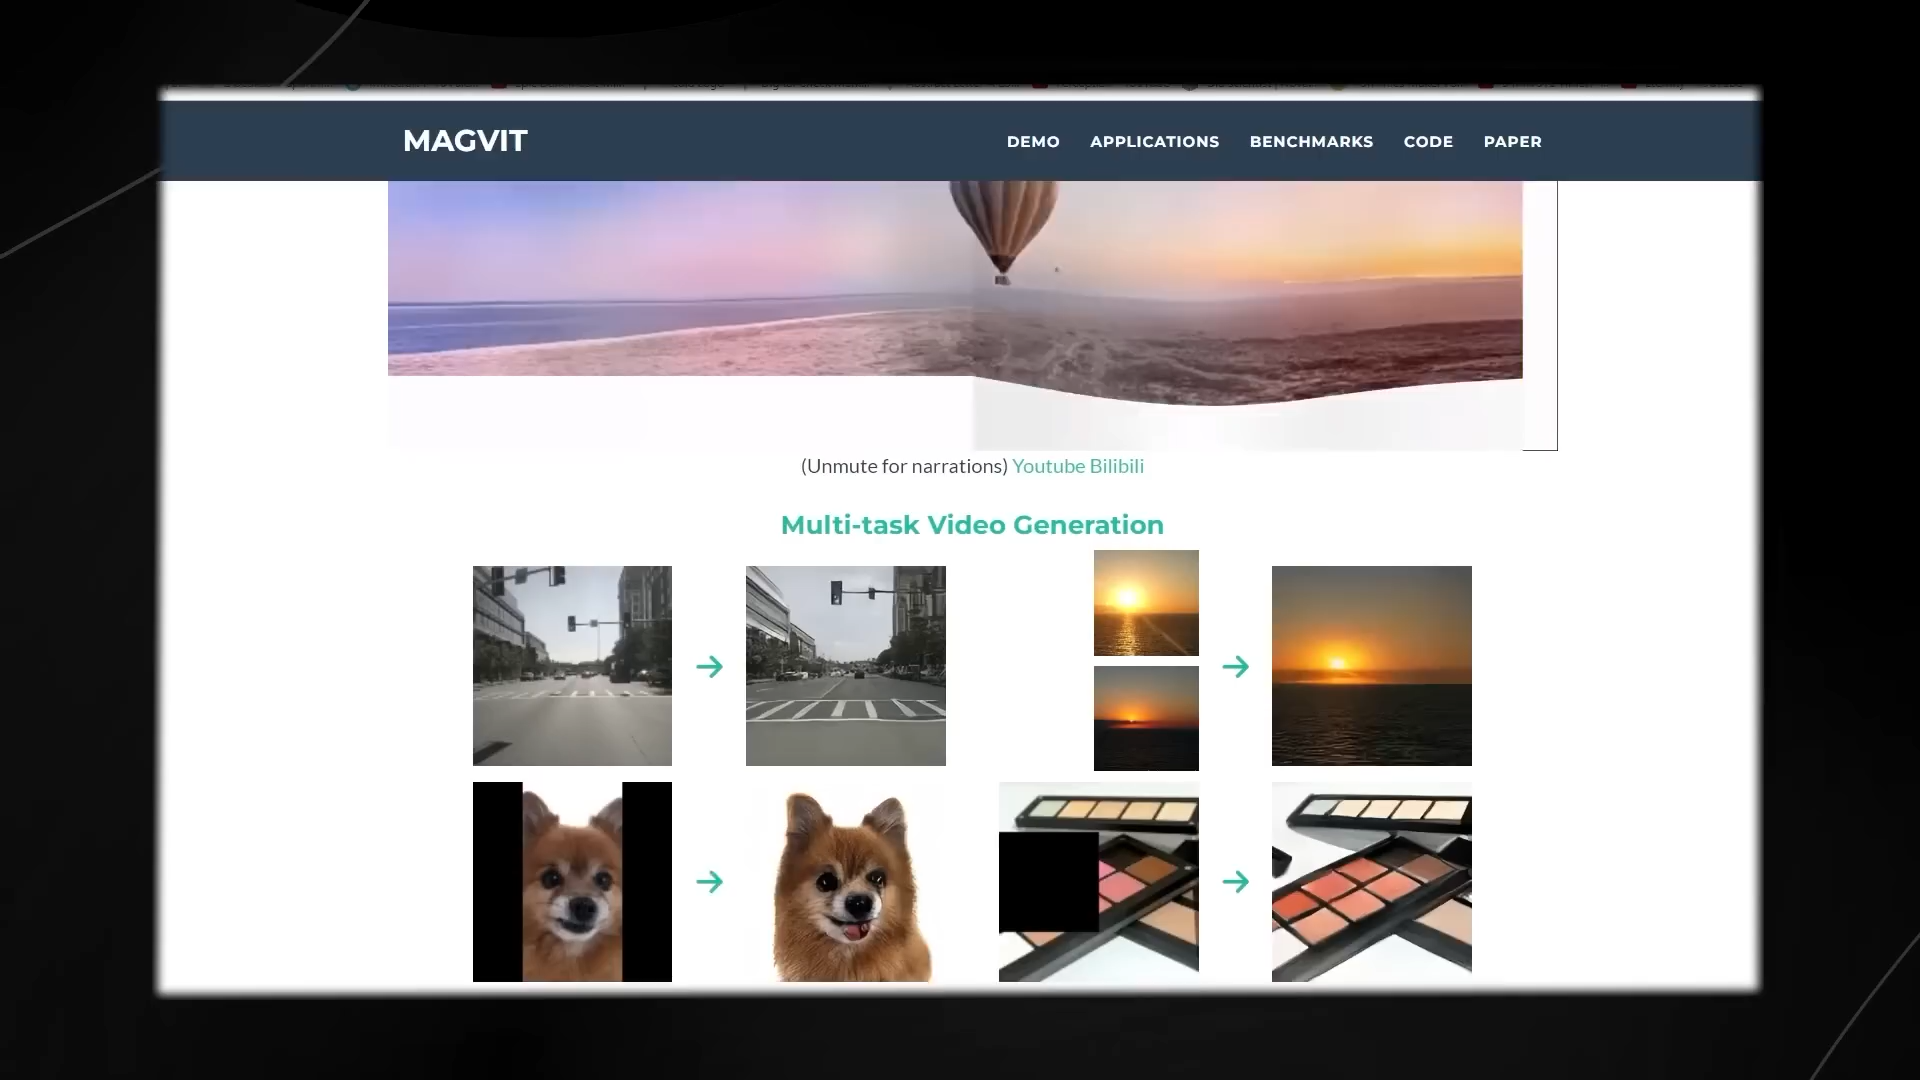 MAGVIT
DEMO APPLICATIONS BENCHMARKS CODE PAPER
(Unmute for narrations) Youtube Bilibili
Multi-task Video Generation